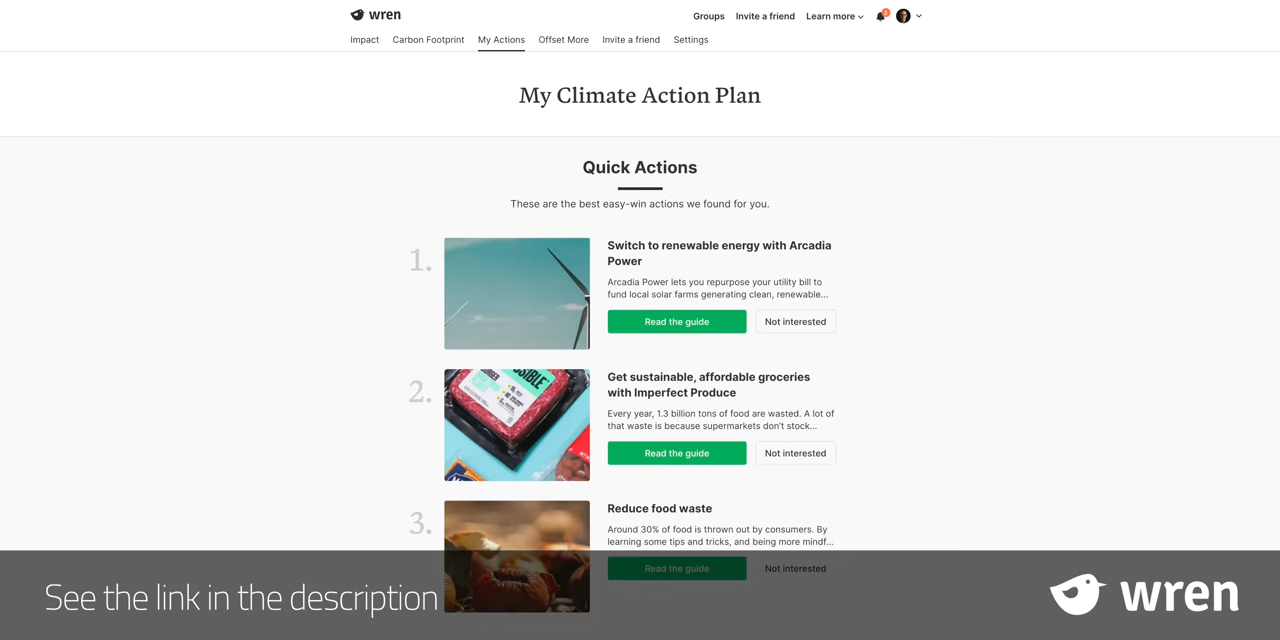 wren
Groups
Invite a friend
Learn more
2
Impact
Carbon Footprint
My Actions
Offset More
Invite a friend
Settings
My Climate Action Plan
Quick Actions
These are the best easy-win actions we found for you.
1.
Switch to renewable energy with Arcadia
Power
Arcadia Power lets you repurpose your utility bill to
fund local solar farms generating clean, renewable...
Read the guide
Not interested
2.
Get sustainable, affordable groceries
with Imperfect Produce
Every year, 1.3 billion tons of food are wasted. A lot of
that waste is because supermarkets don't stock...
Read the guide
Not interested
3.
Reduce food waste
Around 30% of food is thrown out by consumers. By
learning some tips and tricks, and being more mindf...
Read the guide
Not interested
See the link in the description
wren